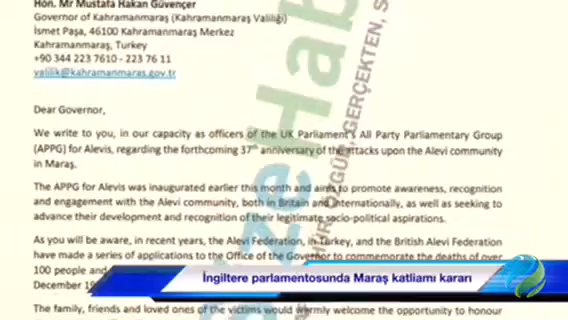 Hon. Mr Mustafa Hakan Güvençer
Governor of Kahramanmaraş (Kahramanmaraş Valiliği)
İsmet Paşa, 46100 Kahramanmaraş Merkez
Kahramanmaraş, Turkey
+90 344 223 7610 - 223 76 11
valilik@kahramanmaras.gov.tr
Dear Governor,
We write to you, in our capacity as officers of the UK Parliament's All Party Parliamentary Group
(APPG) for Alevis, regarding the forthcoming 37th anniversary of the attacks upon the Alevi community
in Maraş.
The APPG for Alevis was inaugurated earlier this month and aims to promote awareness, recognition
and engagement with the Alevi community, both in Britain and internationally, as well as seeking to
advance their development and recognition of their legitimate socio-political aspirations.
As you will be aware, in recent years, the Alevi Federation, in Turkey, and the British Alevi Federation
have made a series of applications to the Office of the Governor to commemorate the deaths of over
100 people and
December 19
İngiltere parlamentosunda Maraş katliamı kararı
The family, friends and loved ones of the victims would warmly welcome the opportunity to honour
ÖZGÜR, GERÇEKTEN, S